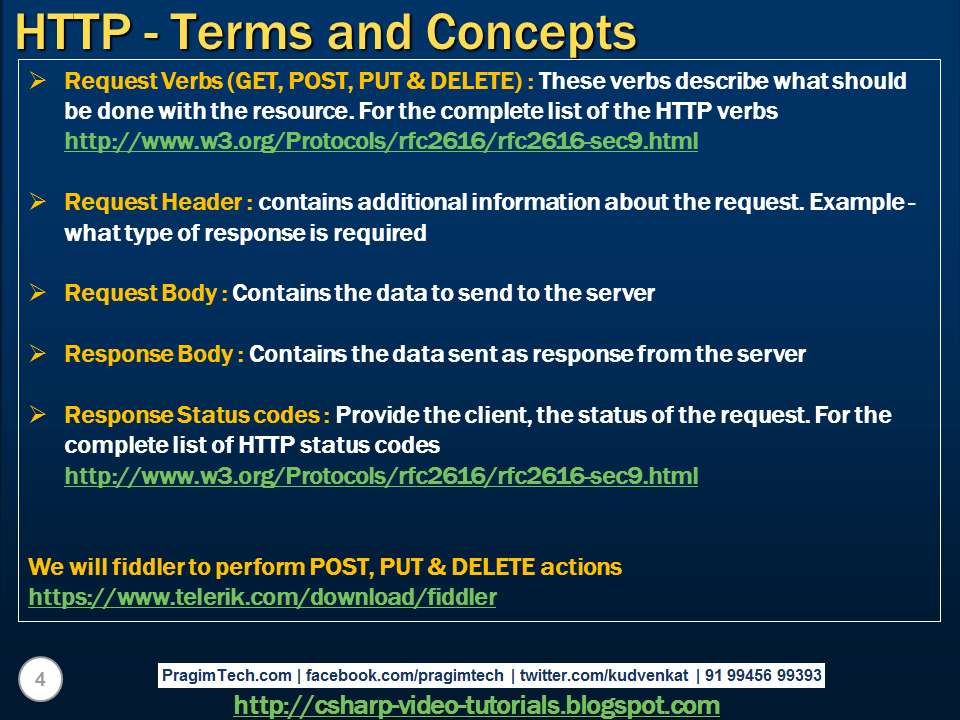 HTTP - Terms and Concepts
Request Verbs (GET, POST, PUT & DELETE) : These verbs describe what should
be done with the resource. For the complete list of the HTTP verbs
http://www.w3.org/Protocols/rfc2616/rfc2616-sec9.html
Request Header : contains additional information about the request. Example -
what type of response is required
Request Body : Contains the data to send to the server
Response Body : Contains the data sent as response from the server
Response Status codes : Provide the client, the status of the request. For the
complete list of HTTP status codes
http://www.w3.org/Protocols/rfc2616/rfc2616-sec9.html
We will fiddler to perform POST, PUT & DELETE actions
https://www.telerik.com/download/fiddler
4
PragimTech.com | facebook.com/pragimtech | twitter.com/kudvenkat | 91 99456 99393
http://csharp-video-tutorials.blogspot.com